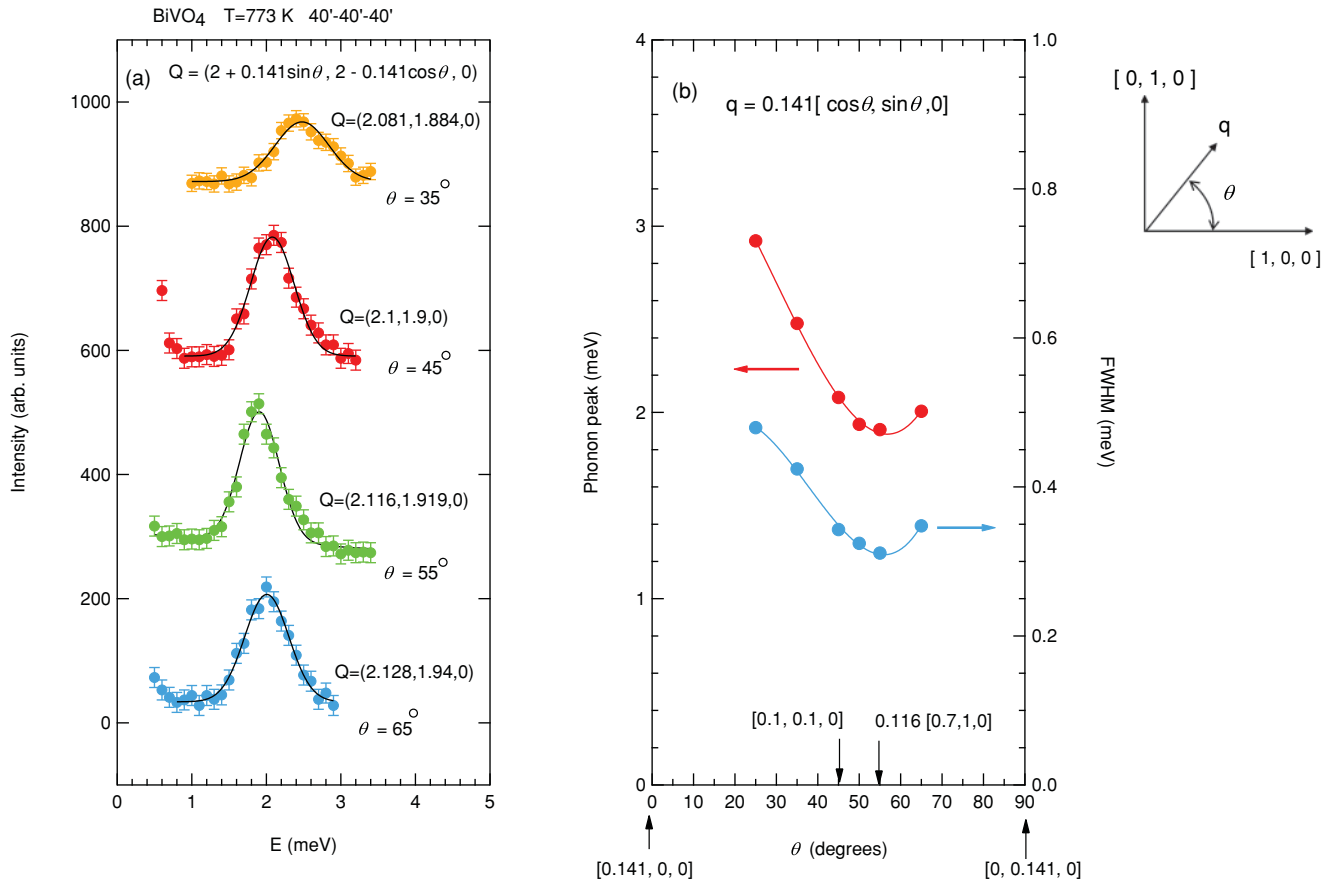 BiVO4 T=773 K 40'-40'-40'
(a)
Q = (2 + 0.141sinθ, 2 - 0.141cosθ, 0)
Q=(2.081,1.884,0)
θ = 35°
Q=(2.1,1.9,0)
θ = 45°
Q=(2.116,1.919,0)
θ = 55°
Q=(2.128,1.94,0)
θ = 65°
1000
800
600
400
200
0
Intensity (arb. units)
0 1 2 3 4 5
E (meV)
(b)
q = 0.141[ cosθ, sinθ,0]
4
3
2
1
0
Phonon peak (meV)
1.0
0.8
0.6
0.4
0.2
0.0
FWHM (meV)
[0.1, 0.1, 0]
0.116 [0.7,1,0]
0 10 20 30 40 50 60 70 80 90
θ (degrees)
[0.141, 0, 0]
[0, 0.141, 0]
[ 0, 1, 0 ]
q
θ
[ 1, 0, 0 ]